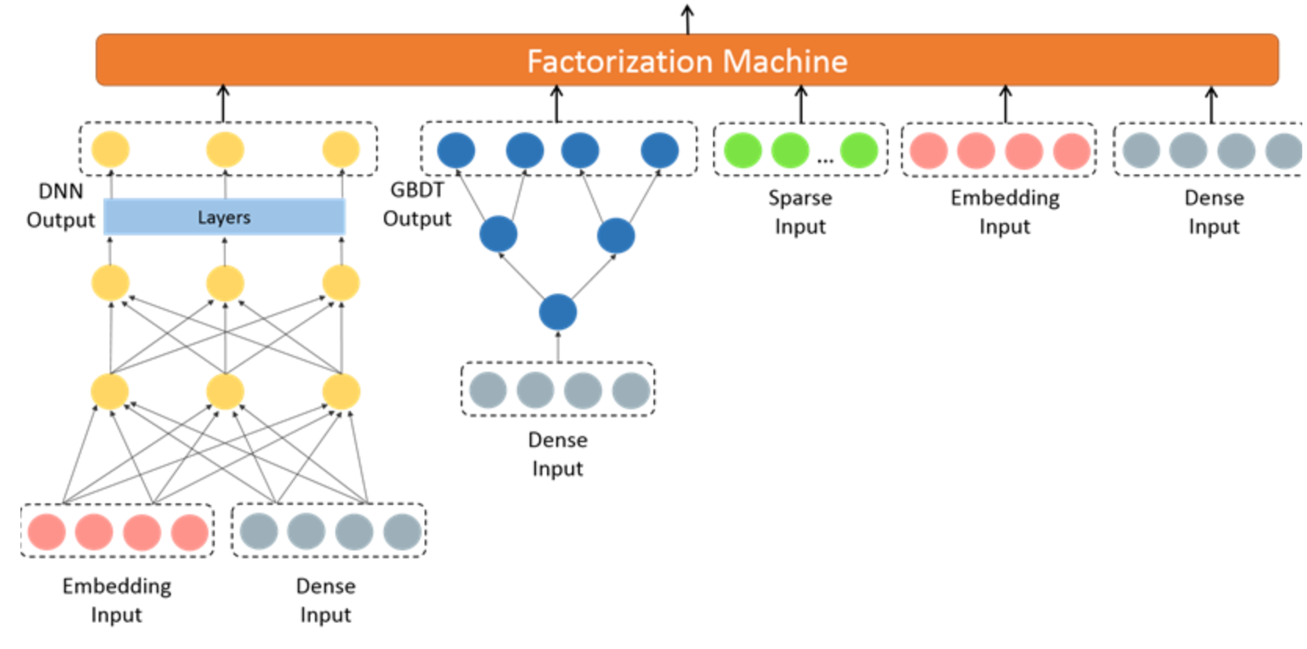 Factorization Machine
DNN
Output
Layers
GBDT
Output
...
Sparse
Input
Embedding
Input
Dense
Input
Dense
Input
Embedding
Input
Dense
Input